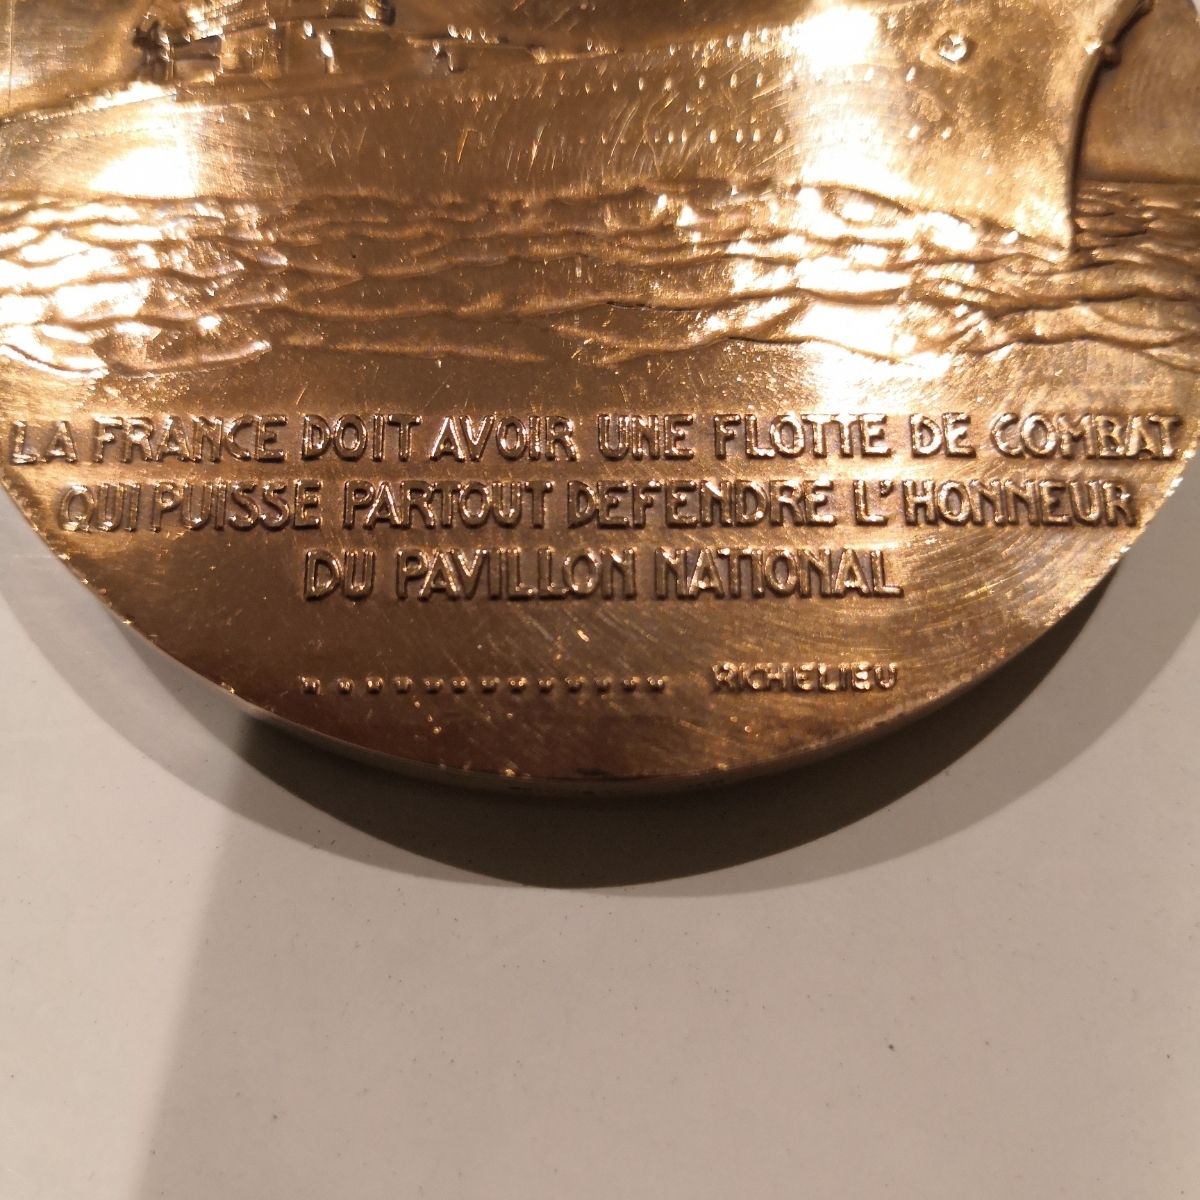 LA FRANCE DOIT AVOIR UNE FLOTTE DE COMBAT
QUI PUISSE PARTOUT DEFENDRE L'HONNEUR
DU PAVILLON NATIONAL
.............. RICHELIEU